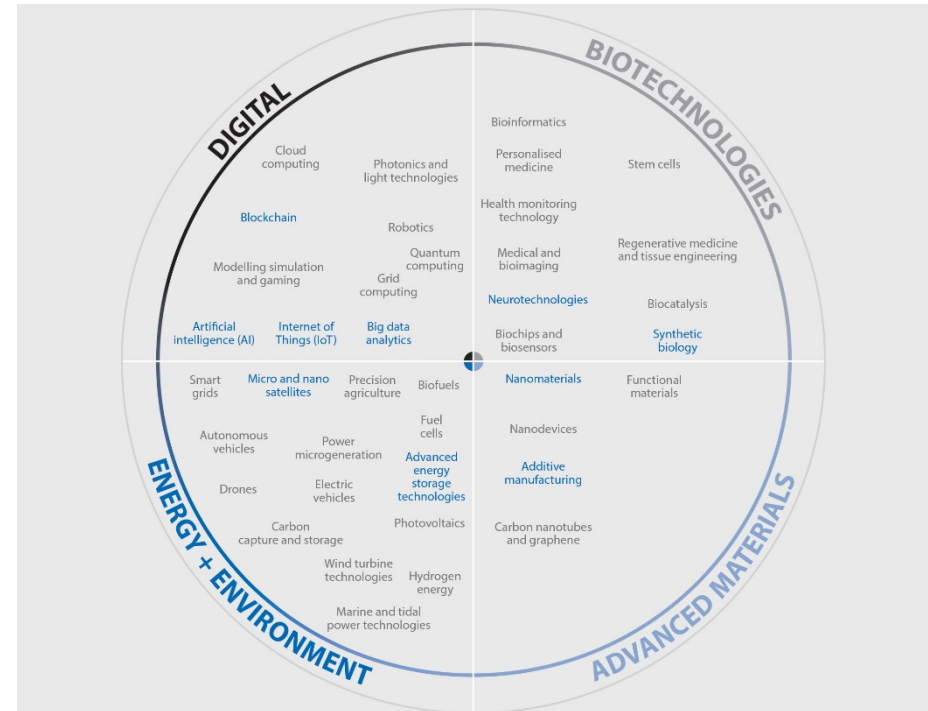 DIGITAL
Cloud
computing
Photonics and
light technologies
Blockchain
Robotics
Quantum
computing
Modelling simulation
and gaming
Grid
computing
Artificial
intelligence (AI)
Internet of
Things (IoT)
Big data
analytics
BIOTECHNOLOGIES
Bioinformatics
Personalised
medicine
Stem cells
Health monitoring
technology
Medical and
bioimaging
Regenerative medicine
and tissue engineering
Neurotechnologies
Biocatalysis
Biochips and
biosensors
Synthetic
biology
ENERGY + ENVIRONMENT
Smart
grids
Micro and nano
satellites
Precision
agriculture
Biofuels
Fuel
cells
Autonomous
vehicles
Power
microgeneration
Advanced
energy
storage
technologies
Drones
Electric
vehicles
Carbon
capture and storage
Photovoltaics
Wind turbine
technologies
Hydrogen
energy
Marine and tidal
power technologies
ADVANCED MATERIALS
Nanomaterials
Functional
materials
Nanodevices
Additive
manufacturing
Carbon nanotubes
and graphene